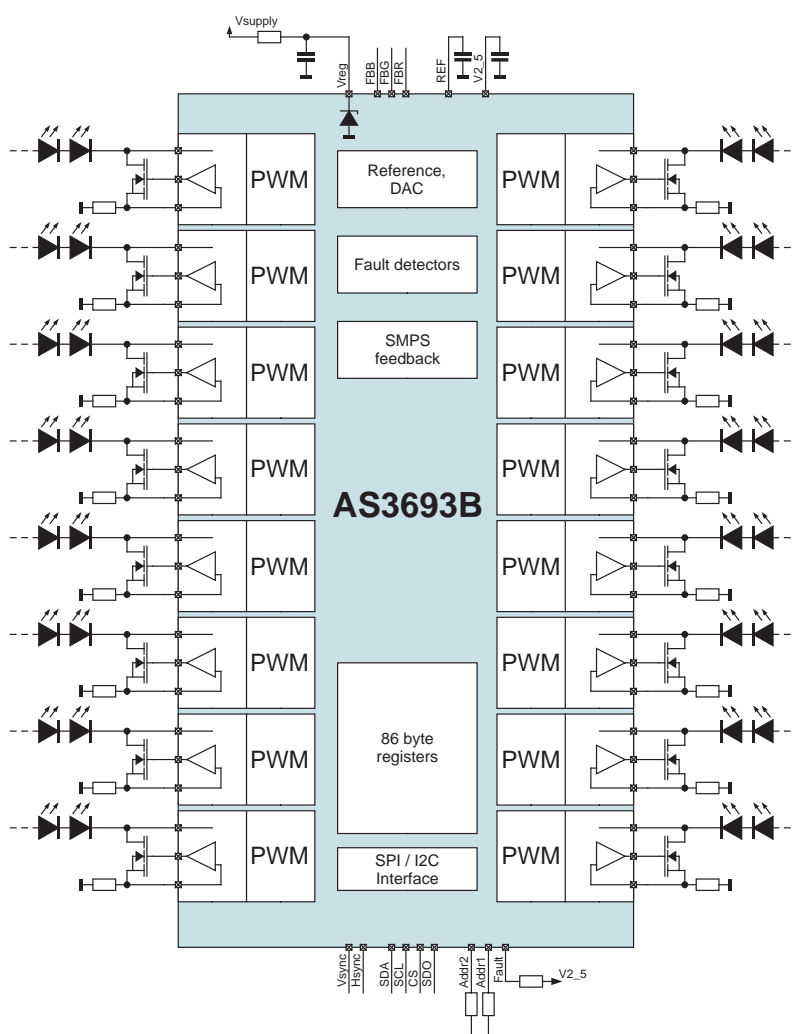 Vsupply
Vreg
FBB
FBG
FBR
REF
V2_5
PWM
Reference,
DAC
PWM
PWM
Fault detectors
PWM
PWM
SMPS
feedback
PWM
PWM
PWM
AS3693B
PWM
PWM
PWM
PWM
PWM
86 byte
registers
PWM
PWM
SPI / I2C
Interface
PWM
Vsync
Hsync
SDA
SCL
CS
SDO
Addr2
Addr1
Fault
V2_5